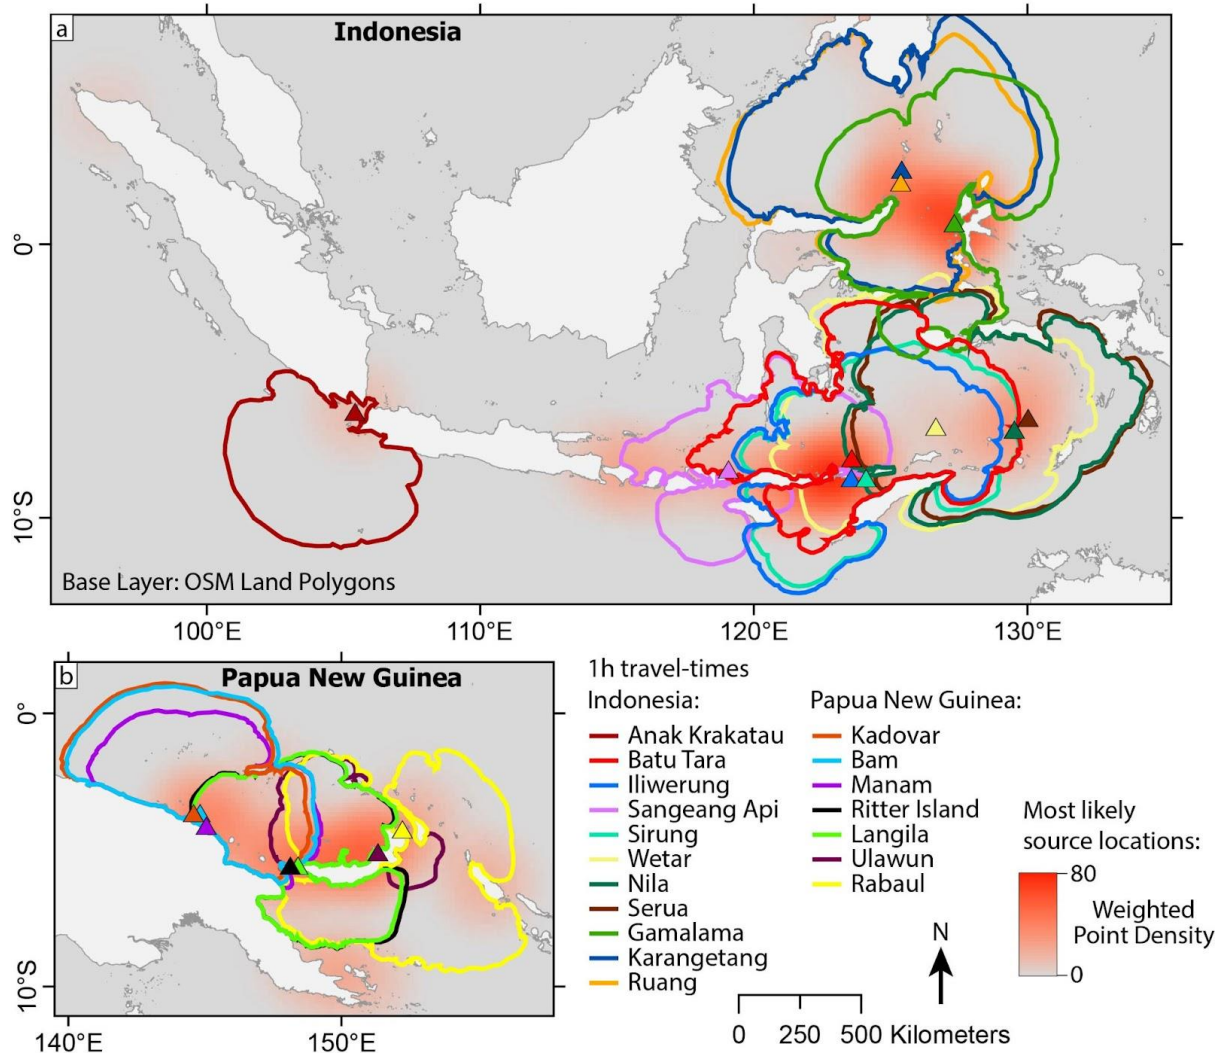 a
Indonesia
0°
10°S
Base Layer: OSM Land Polygons
100°E
110°E
120°E
130°E
b
Papua New Guinea
0°
10°S
140°E
150°E
1h travel-times
Indonesia:
Anak Krakatau
Batu Tara
Iliwerung
Sangeang Api
Sirung
Wetar
Nila
Serua
Gamalama
Karangetang
Ruang
Papua New Guinea:
Kadovar
Bam
Manam
Ritter Island
Langila
Ulawun
Rabaul
Most likely
source locations:
80
Weighted
Point Density
0
N
0 250 500 Kilometers